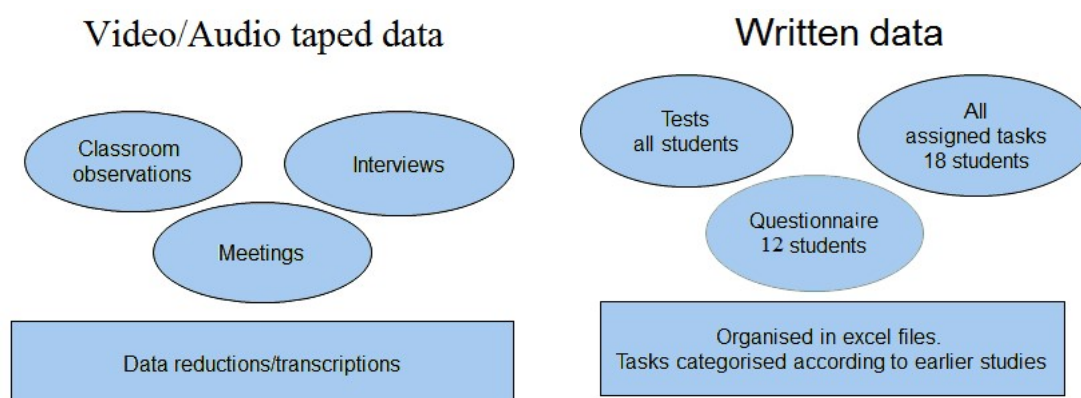 Video/Audio taped data
Classroom
observations
Interviews
Meetings
Data reductions/transcriptions
Written data
Tests
all students
All
assigned tasks
18 students
Questionnaire
12 students
Organised in excel files.
Tasks categorised according to earlier studies